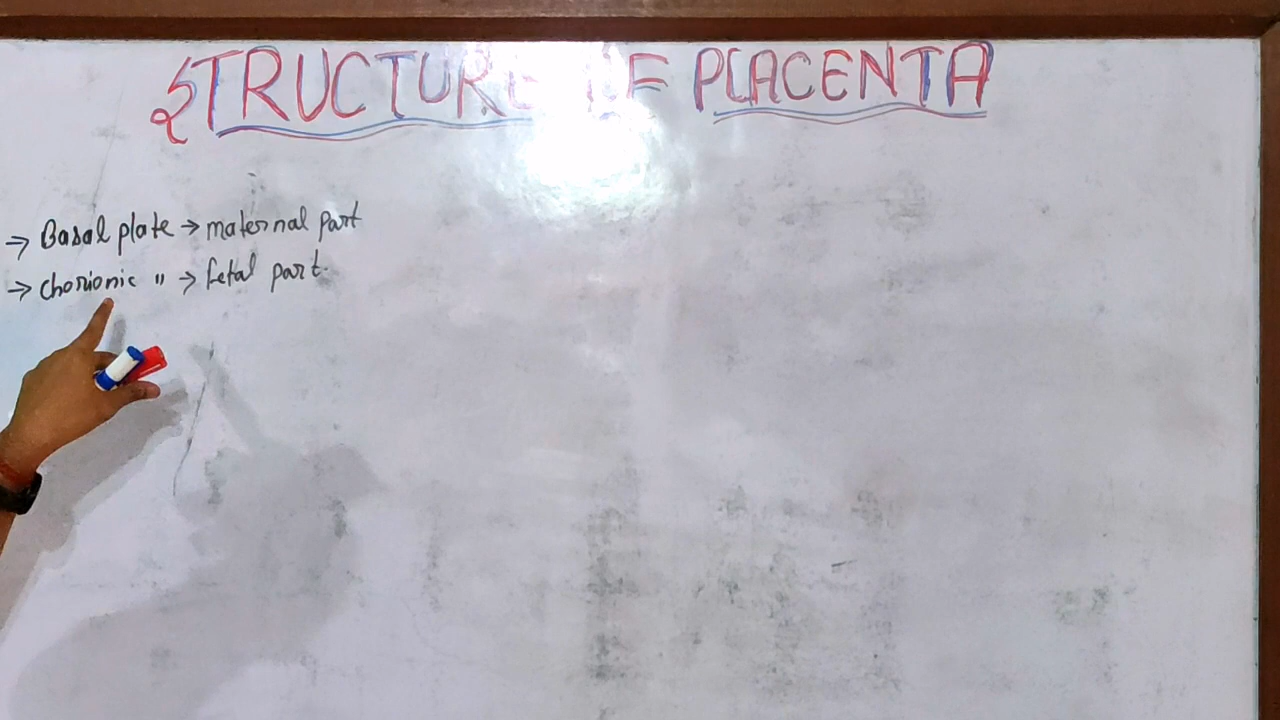 STRUCTURE OF PLACENTA
→ Basal plate → maternal part
→ chorionic " → fetal part.